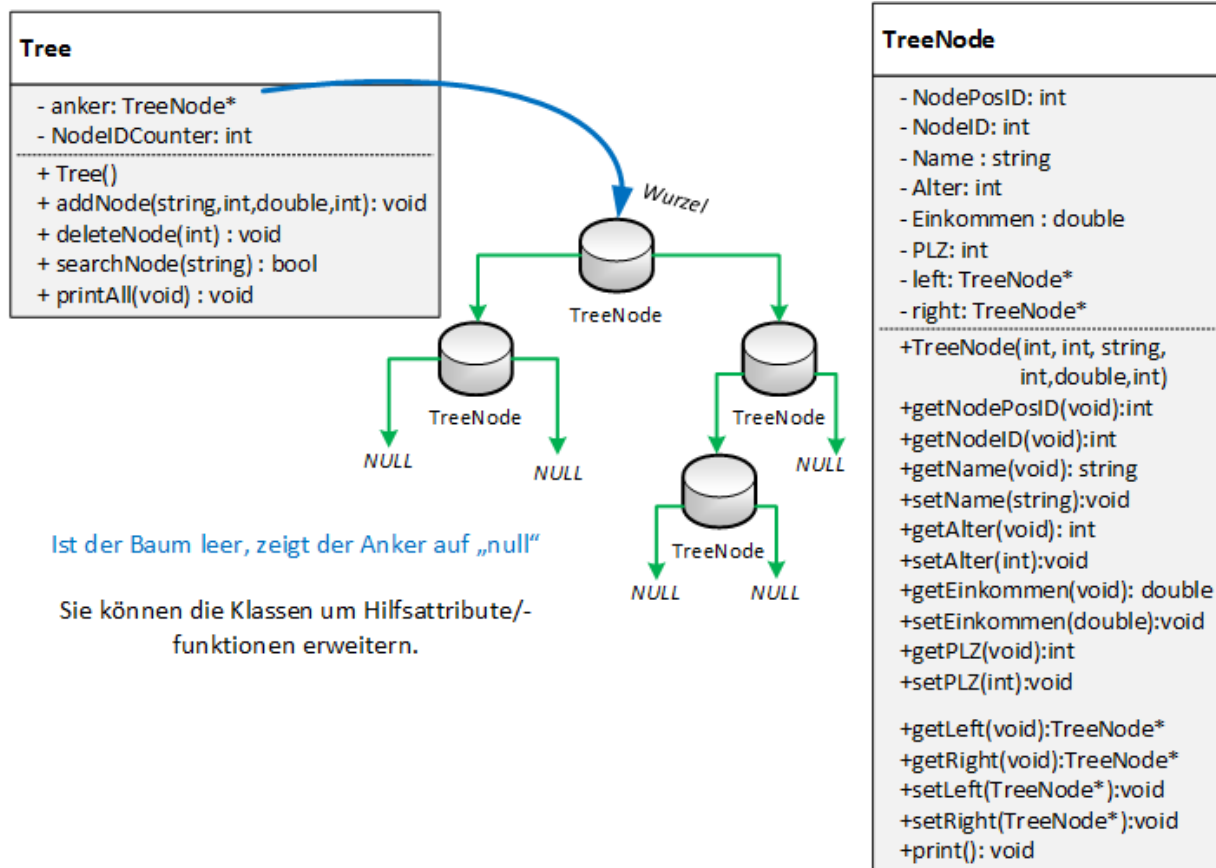 Tree
- anker: TreeNode*
- NodeIDCounter: int
+ Tree()
+ addNode(string,int,double,int): void
+ deleteNode(int) : void
+ searchNode(string) : bool
+ printAll(void) : void
Wurzel
TreeNode
TreeNode
TreeNode
NULL
NULL
NULL
TreeNode
NULL
NULL
Ist der Baum leer, zeigt der Anker auf „null“
Sie können die Klassen um Hilfsattribute/-
funktionen erweitern.
TreeNode
- NodePosID: int
- NodeID: int
- Name : string
- Alter: int
- Einkommen : double
- PLZ: int
- left: TreeNode*
- right: TreeNode*
+TreeNode(int, int, string,
int,double,int)
+getNodePosID(void):int
+getNodeID(void):int
+getName(void): string
+setName(string):void
+getAlter(void): int
+setAlter(int):void
+getEinkommen(void): double
+setEinkommen(double):void
+getPLZ(void):int
+setPLZ(int):void
+getLeft(void):TreeNode*
+getRight(void):TreeNode*
+setLeft(TreeNode*):void
+setRight(TreeNode*):void
+print(): void